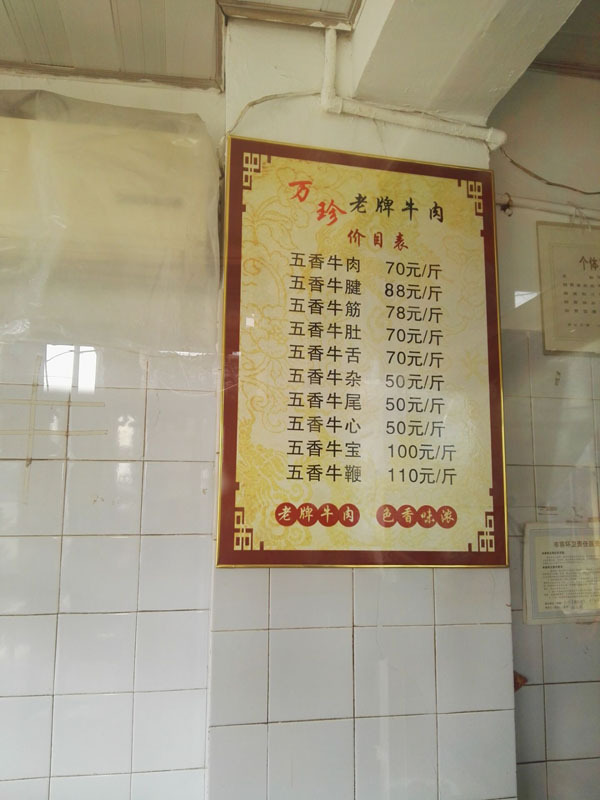 万珍老牌牛肉
价目表
五香牛肉 70元/斤
五香牛腱 88元/斤
五香牛筋 78元/斤
五香牛肚 70元/斤
五香牛舌 70元/斤
五香牛杂 50元/斤
五香牛尾 50元/斤
五香牛心 50元/斤
五香牛宝 100元/斤
五香牛鞭 110元/斤
老牌牛肉 色香味浓
个体